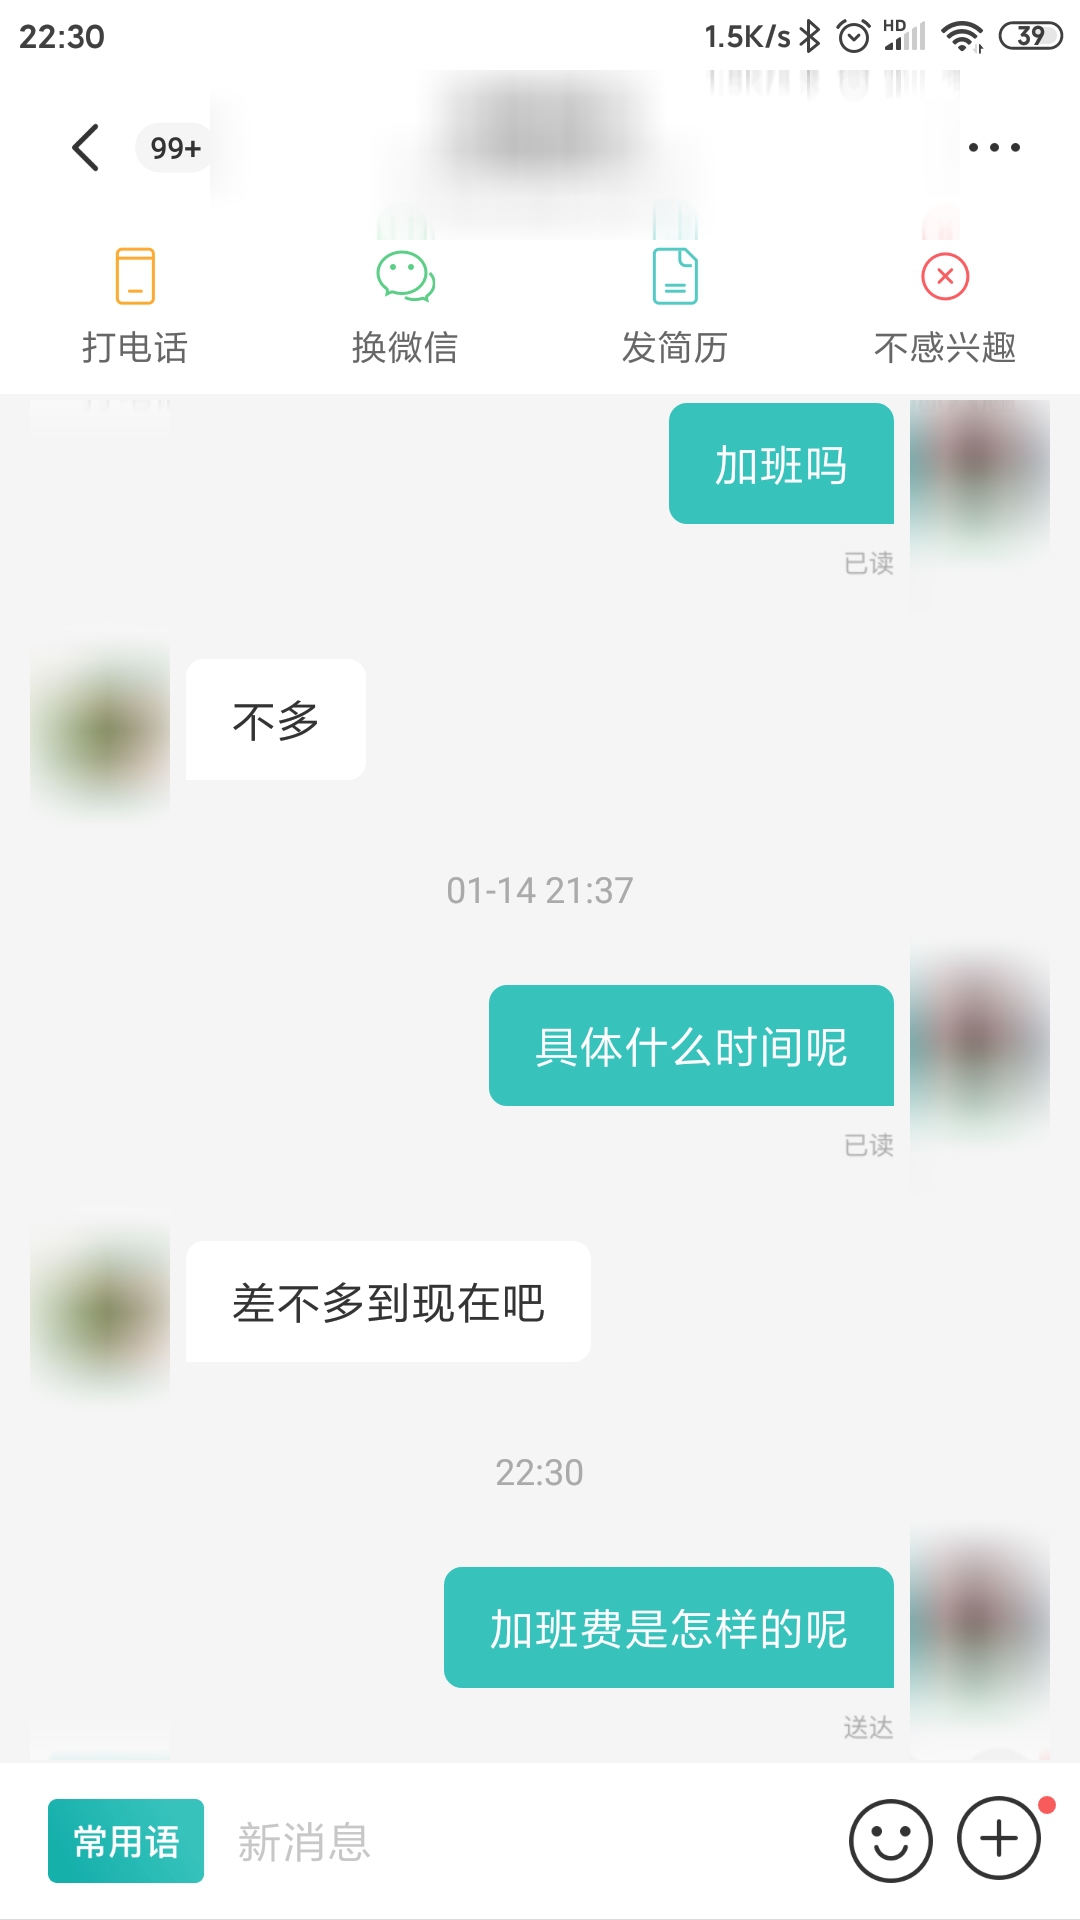 22:30 1.5K/s HD 39
99+
打电话 换微信 发简历 不感兴趣
加班吗
已读
不多
01-14 21:37
具体什么时间呢
已读
差不多到现在吧
22:30
加班费是怎样的呢
送达
常用语 新消息